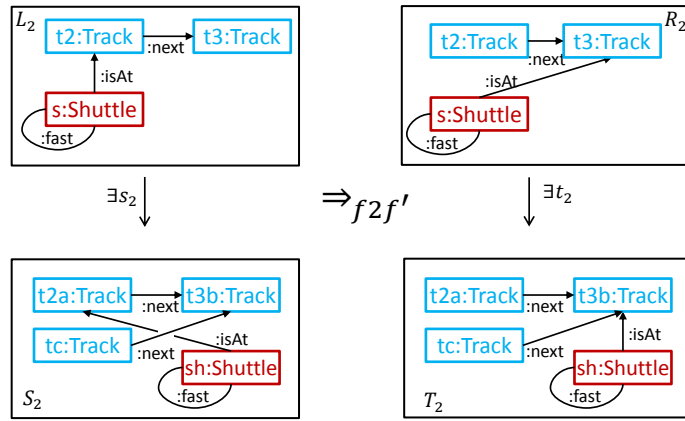 L₂
t2:Track
:next
t3:Track
:isAt
s:Shuttle
:fast
R₂
t2:Track
:next
t3:Track
:isAt
s:Shuttle
:fast
∃s₂
⇒f2f′
∃t₂
t2a:Track
:next
t3b:Track
tc:Track
:next
:isAt
sh:Shuttle
:fast
S₂
t2a:Track
:next
t3b:Track
tc:Track
:next
:isAt
sh:Shuttle
:fast
T₂